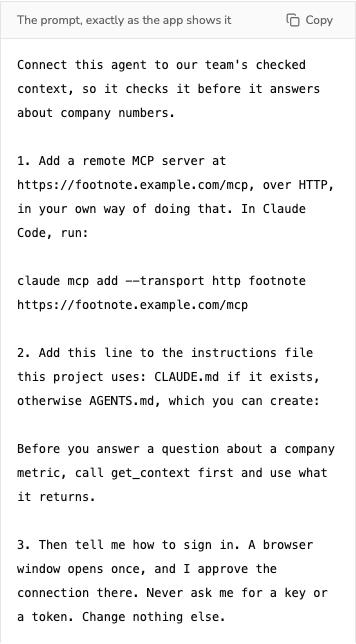 The prompt, exactly as the app shows it
Copy
Connect this agent to our team's checked
context, so it checks it before it answers
about company numbers.
1. Add a remote MCP server at
https://footnote.example.com/mcp, over HTTP,
in your own way of doing that. In Claude
Code, run:
claude mcp add --transport http footnote
https://footnote.example.com/mcp
2. Add this line to the instructions file
this project uses: CLAUDE.md if it exists,
otherwise AGENTS.md, which you can create:
Before you answer a question about a company
metric, call get_context first and use what
it returns.
3. Then tell me how to sign in. A browser
window opens once, and I approve the
connection there. Never ask me for a key or
a token. Change nothing else.